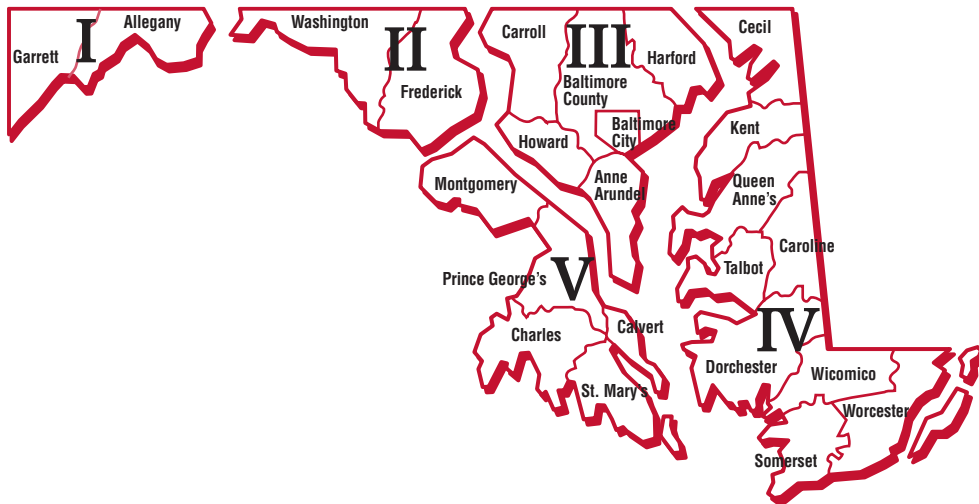 Garrett
I
Allegany
Washington
II
Frederick
Carroll
III
Harford
Baltimore
County
Baltimore
City
Howard
Anne
Arundel
Cecil
Kent
Queen
Anne's
Caroline
Talbot
IV
Dorchester
Wicomico
Worcester
Somerset
Montgomery
Prince George's
V
Charles
Calvert
St. Mary's